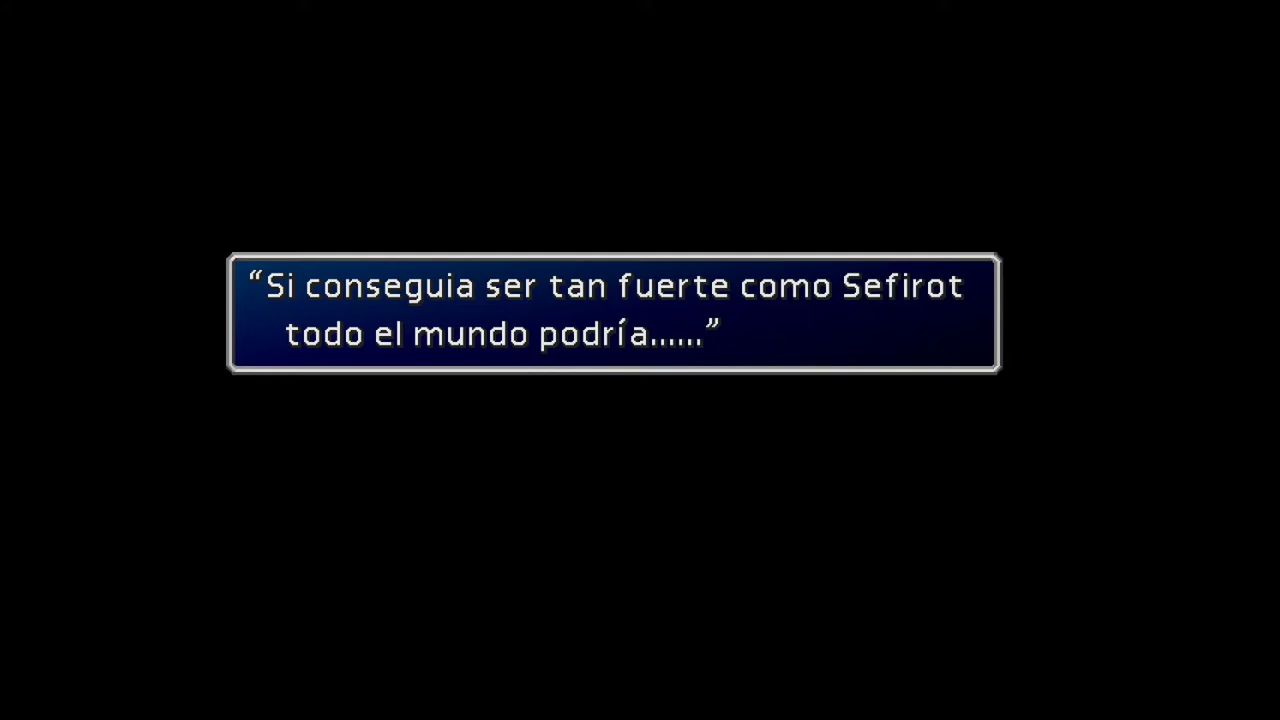 “Si conseguia ser tan fuerte como Sefirot
todo el mundo podría......”